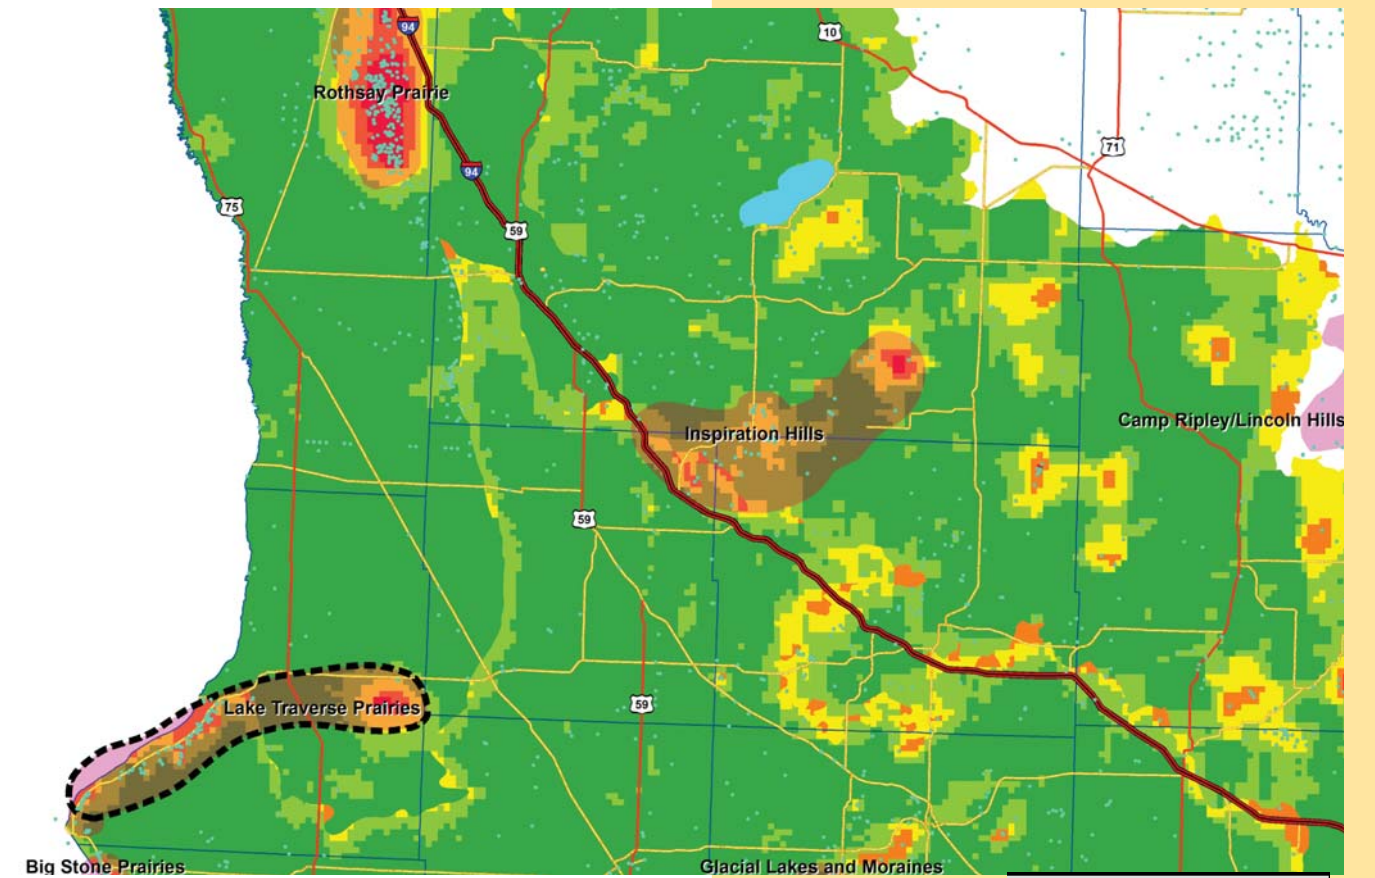 94
10
Rothsay Prairie
71
94
75
59
Camp Ripley/Lincoln Hills
Inspiration Hills
59
59
Lake Traverse Prairies
Big Stone Prairies
Glacial Lakes and Moraines